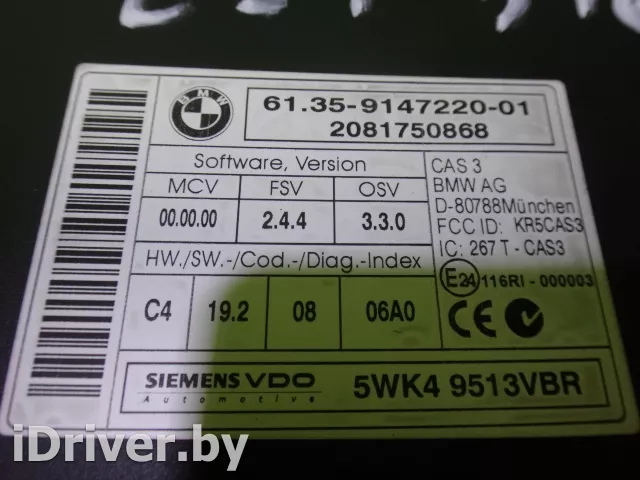 BMW
61.35-9147220-01
2081750868
Software, Version
MCV FSV OSV
00.00.00 2.4.4 3.3.0
HW./SW.-/Cod.-/Diag.-Index
C4 19.2 08 06A0
CAS 3
BMW AG
D-80788München
FCC ID: KR5CAS3
IC: 267 T - CAS3
E24 116RI - 000003
CE
SIEMENS VDO
Automotive
5WK4 9513VBR
iDriver.by